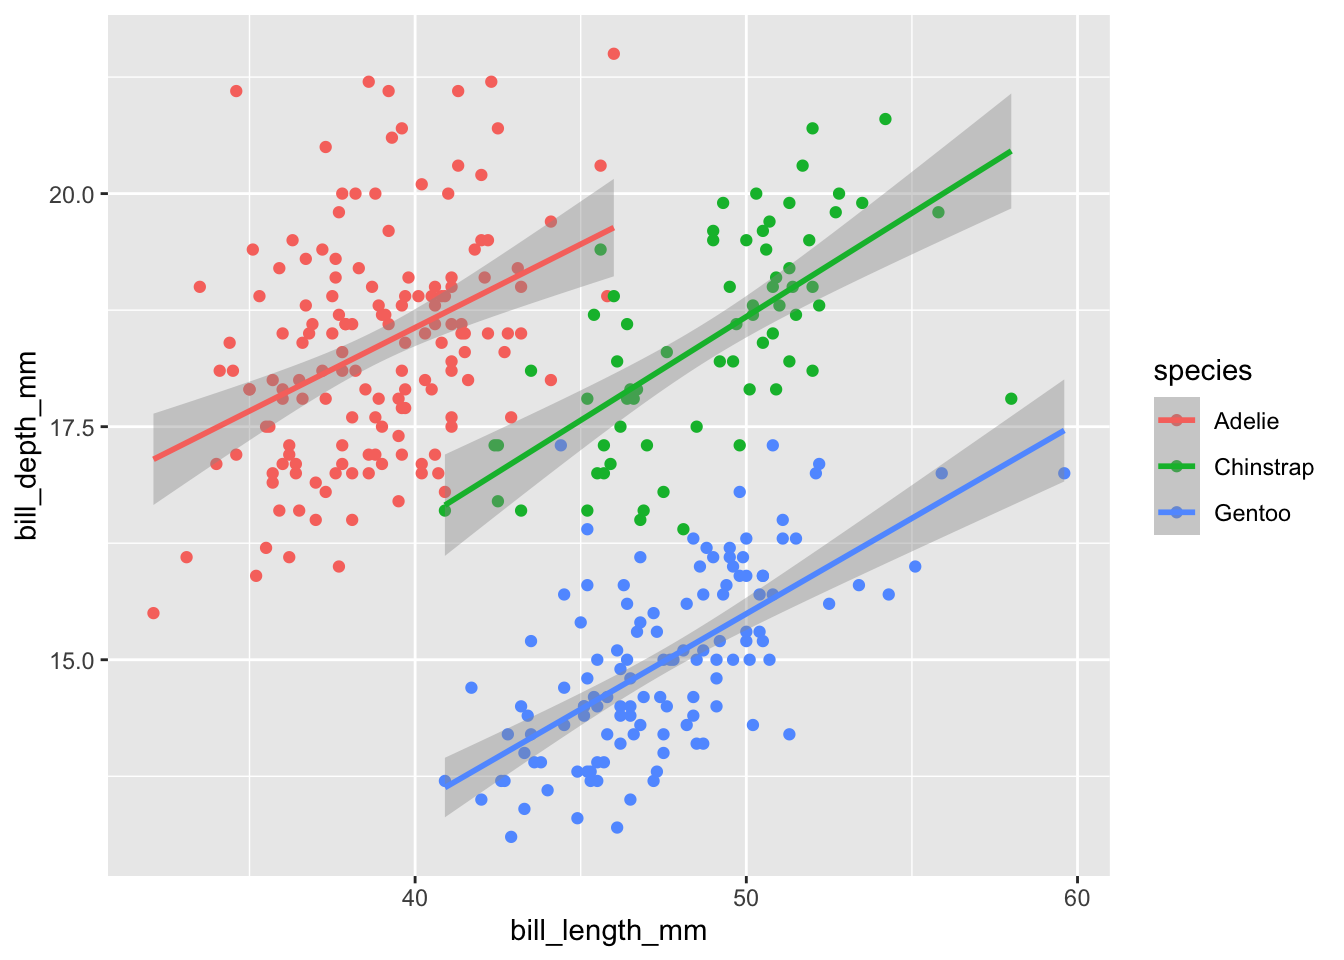 20.0
17.5
15.0
bill_depth_mm
40
50
60
bill_length_mm
species
Adelie
Chinstrap
Gentoo